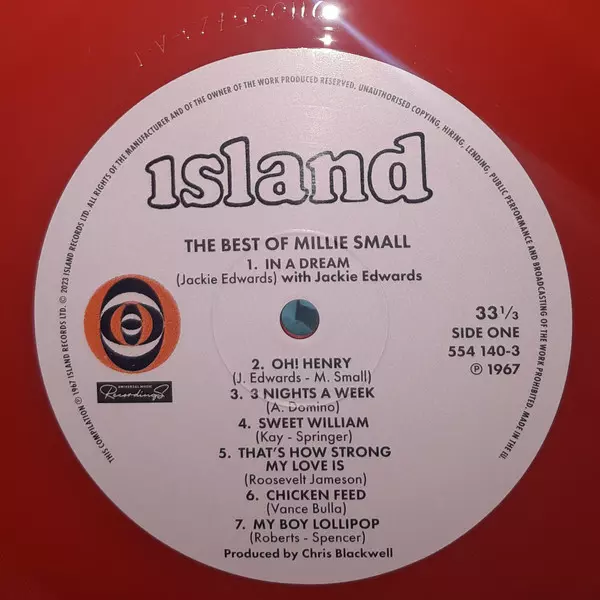 ALL RIGHTS OF THE MANUFACTURER AND OF THE OWNER OF THE WORK PRODUCED RESERVED. UNAUTHORISED COPYING, HIRING, LENDING, PUBLIC PERFORMANCE AND BROADCASTING OF THE WORK PROHIBITED. MADE IN THE EU.
THIS COMPILATION ℗ 1967 ISLAND RECORDS LTD. © 2023 ISLAND RECORDS LTD.
island
THE BEST OF MILLIE SMALL
1. IN A DREAM
(Jackie Edwards) with Jackie Edwards
33 1/3
SIDE ONE
554 140-3
℗ 1967
UNIVERSAL MUSIC
Recordings
2. OH! HENRY
(J. Edwards - M. Small)
3. 3 NIGHTS A WEEK
(A. Domino)
4. SWEET WILLIAM
(Kay - Springer)
5. THAT'S HOW STRONG
MY LOVE IS
(Roosevelt Jameson)
6. CHICKEN FEED
(Vance Bulla)
7. MY BOY LOLLIPOP
(Roberts - Spencer)
Produced by Chris Blackwell